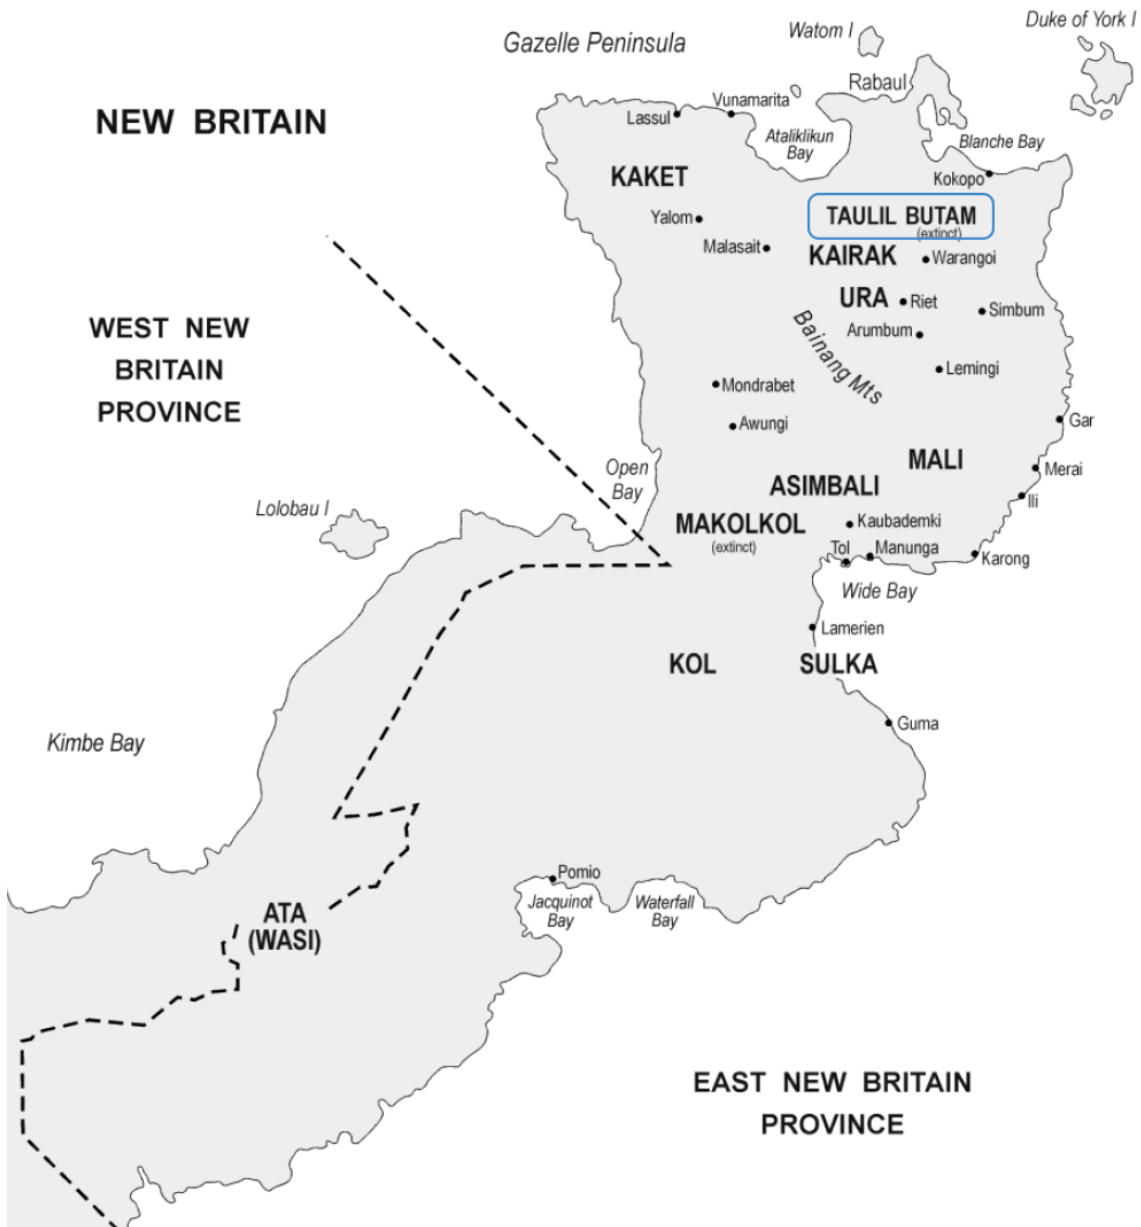 Duke of York I
Watom I
Gazelle Peninsula
Rabaul
Vunamarita
Lassul
NEW BRITAIN
Ataliklikun
Bay
Blanche Bay
KAKET
Kokopo
Yalom
TAULIL BUTAM
(extinct)
Malasait
KAIRAK
Warangoi
URA
Riet
Simbum
WEST NEW
BRITAIN
PROVINCE
Arumbum
Bainang Mts
Lemingi
Mondrabet
Awungi
Gar
MALI
Merai
Open
Bay
ASIMBALI
Ili
Lolobau I
MAKOLKOL
(extinct)
Kaubademki
Tol
Manunga
Karong
Wide Bay
Lamerien
KOL
SULKA
Guma
Kimbe Bay
Pomio
Jacquinot
Bay
Waterfall
Bay
ATA
(WASI)
EAST NEW BRITAIN
PROVINCE